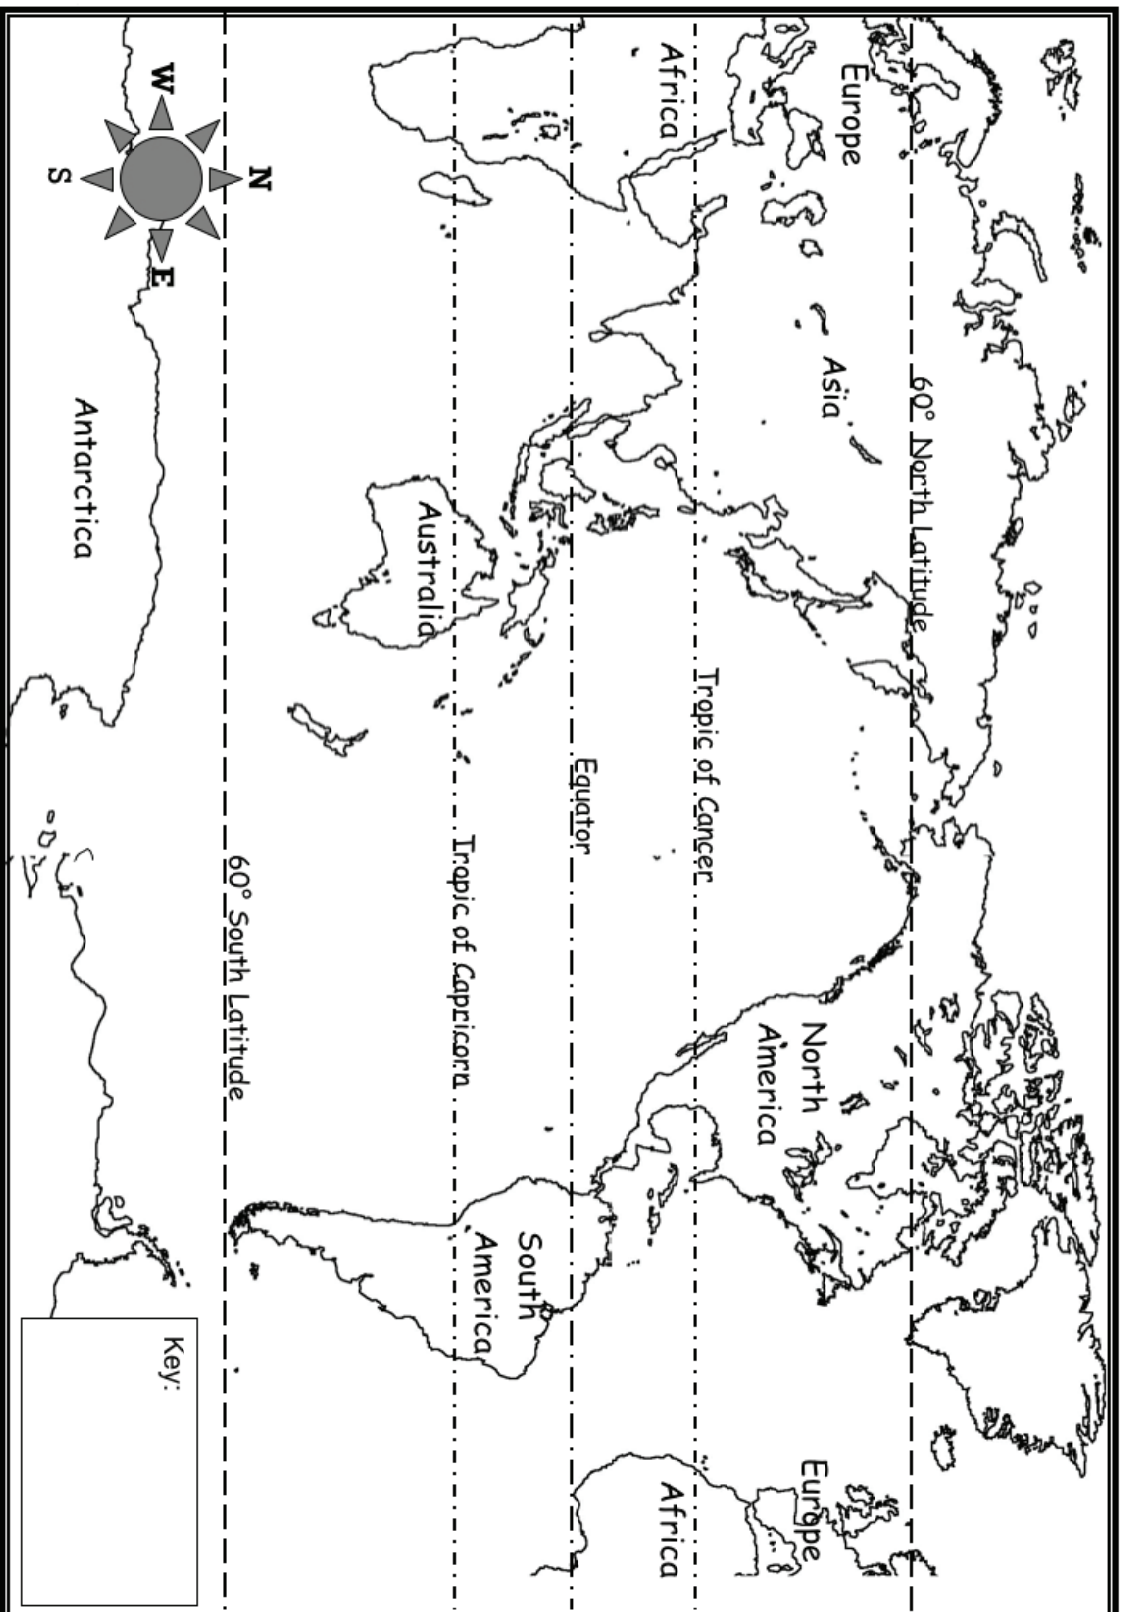 Europe
Africa
60° North Latitude
Asia
North
America
Europe
Tropic of Cancer
Africa
Equator
South
America
Australia
Tropic of Capricorn
60° South Latitude
N
W
E
S
Antarctica
Key: